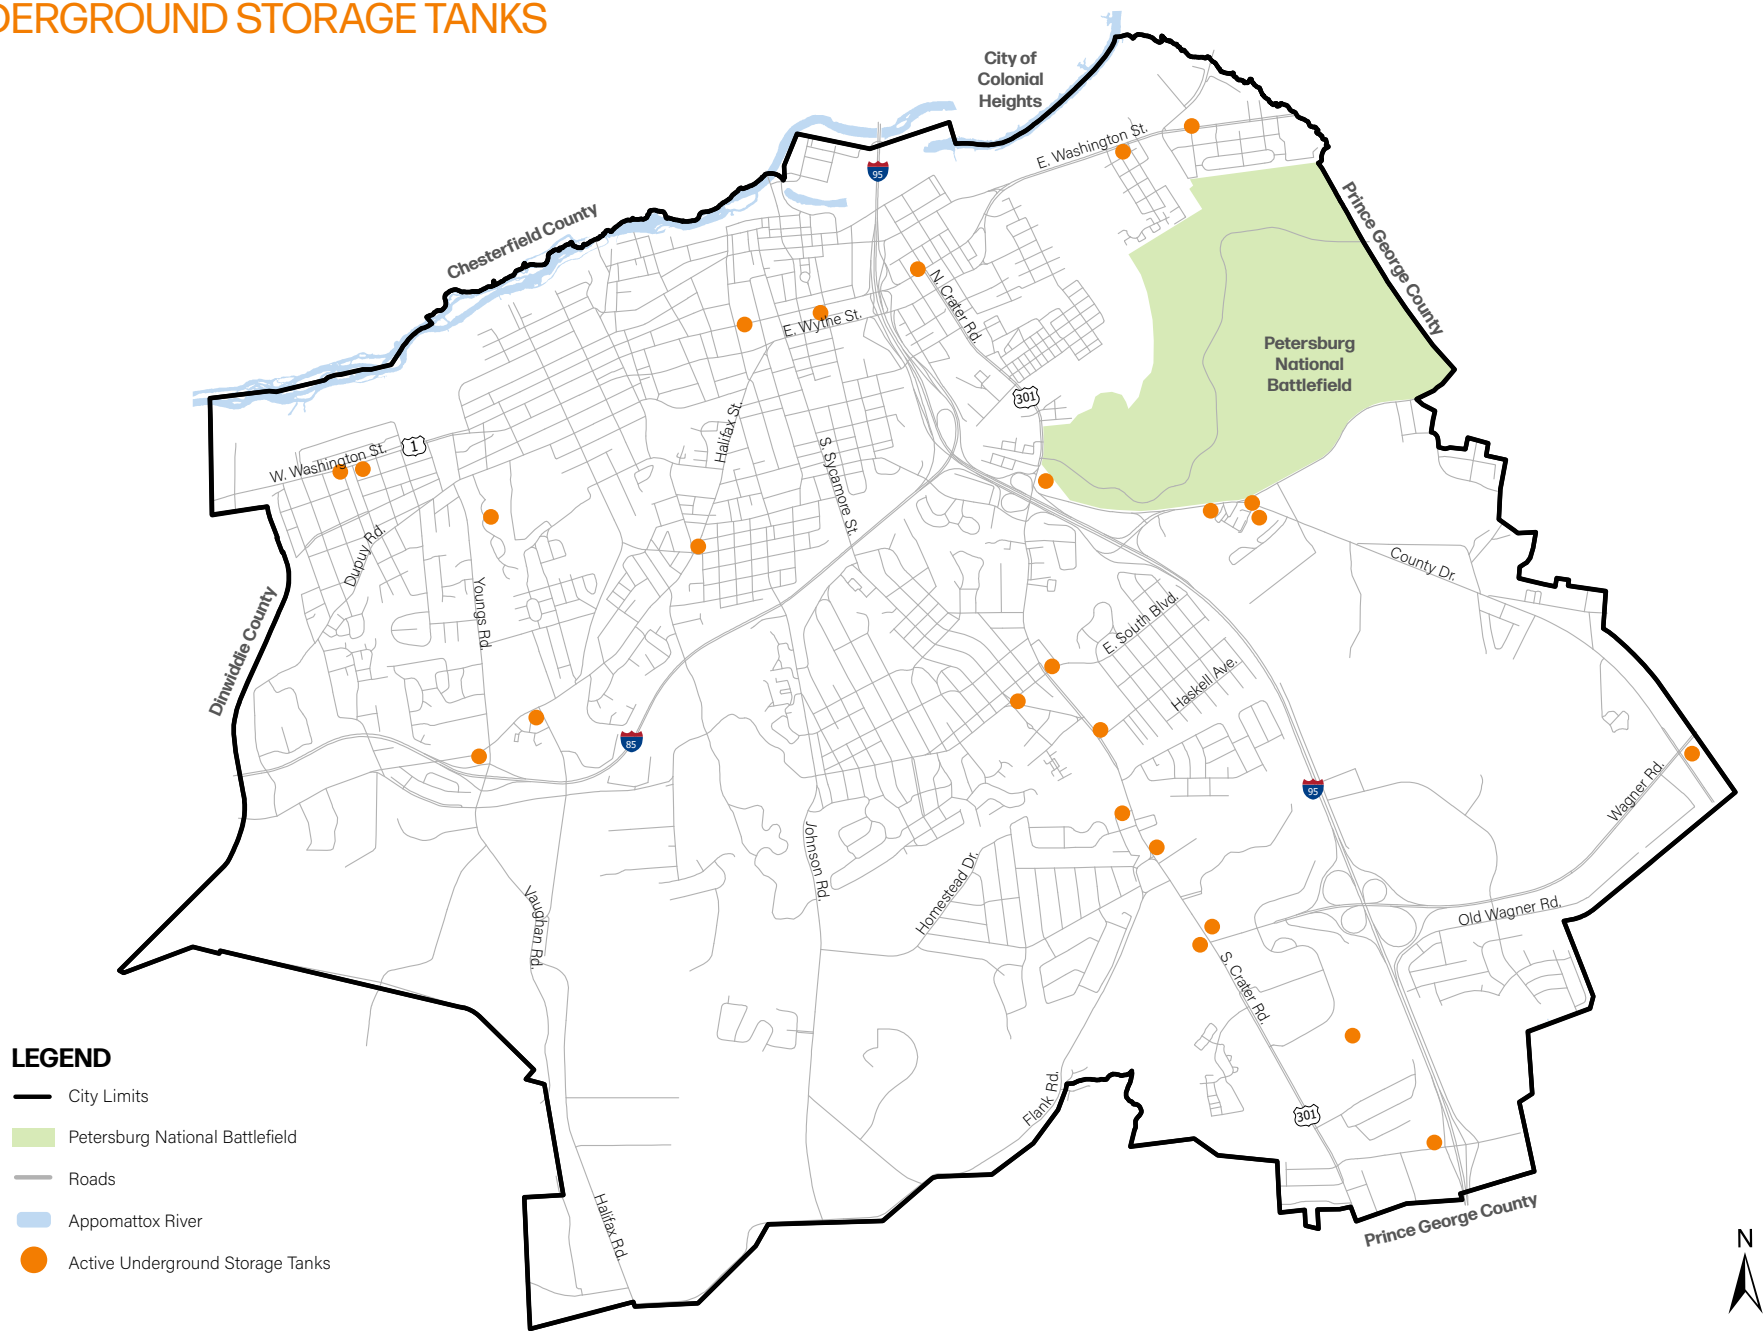 DERGROUND STORAGE TANKS
City of
Colonial
Heights
E. Washington St.
95
Prince George County
Chesterfield County
N. Crater Rd.
E. Wythe St.
Petersburg
National
Battlefield
301
Halifax St.
1
W. Washington St.
S. Sycamore St.
Dupuy Rd.
County Dr.
Youngs Rd.
E. South Blvd.
Dinwiddie County
Haskell Ave.
85
95
Wagner Rd.
Johnson Rd.
Homestead Dr.
Vaughan Rd.
Old Wagner Rd.
S. Crater Rd.
Flank Rd.
301
Halifax Rd.
Prince George County
LEGEND
City Limits
Petersburg National Battlefield
Roads
Appomattox River
Active Underground Storage Tanks
N